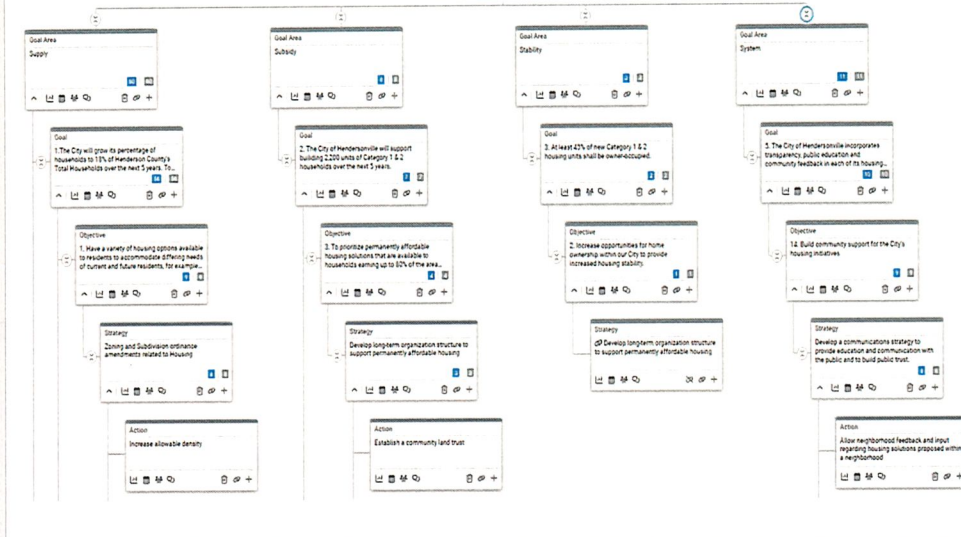 Goal Area
Supply
Goal
1.The City will grow its percentage of
households to 18% of Henderson County's
Total Households over the next 5 years. To...
Objective
1. Have a variety of housing options available
to residents to accommodate differing needs
of current and future residents, for example...
Strategy
Zoning and Subdivision ordinance
amendments related to Housing
Action
Increase allowable density
Goal Area
Subsidy
Goal
2. The City of Hendersonville will support
building 2,200 units of Category 1 & 2
households over the next 5 years.
Objective
3. To prioritize permanently affordable
housing solutions that are available to
households earning up to 80% of the area...
Strategy
Develop long-term organization structure to
support permanently affordable housing
Action
Establish a community land trust
Goal Area
Stability
Goal
3. At least 45% of new Category 1 & 2
housing units shall be owner-occupied.
Objective
2. Increase opportunities for home
ownership within our City to provide
increased housing stability.
Strategy
Develop long-term organization structure
to support permanently affordable housing
Goal Area
System
11
Goal
5. The City of Hendersonville incorporates
transparency, public education and
community feedback in each of its housing...
10
Objective
14. Build community support for the City's
housing initiatives
Strategy
Develop a communications strategy to
provide education and communication with
the public and to build public trust.
Action
Allow neighborhood feedback and input
regarding housing solutions proposed within
a neighborhood